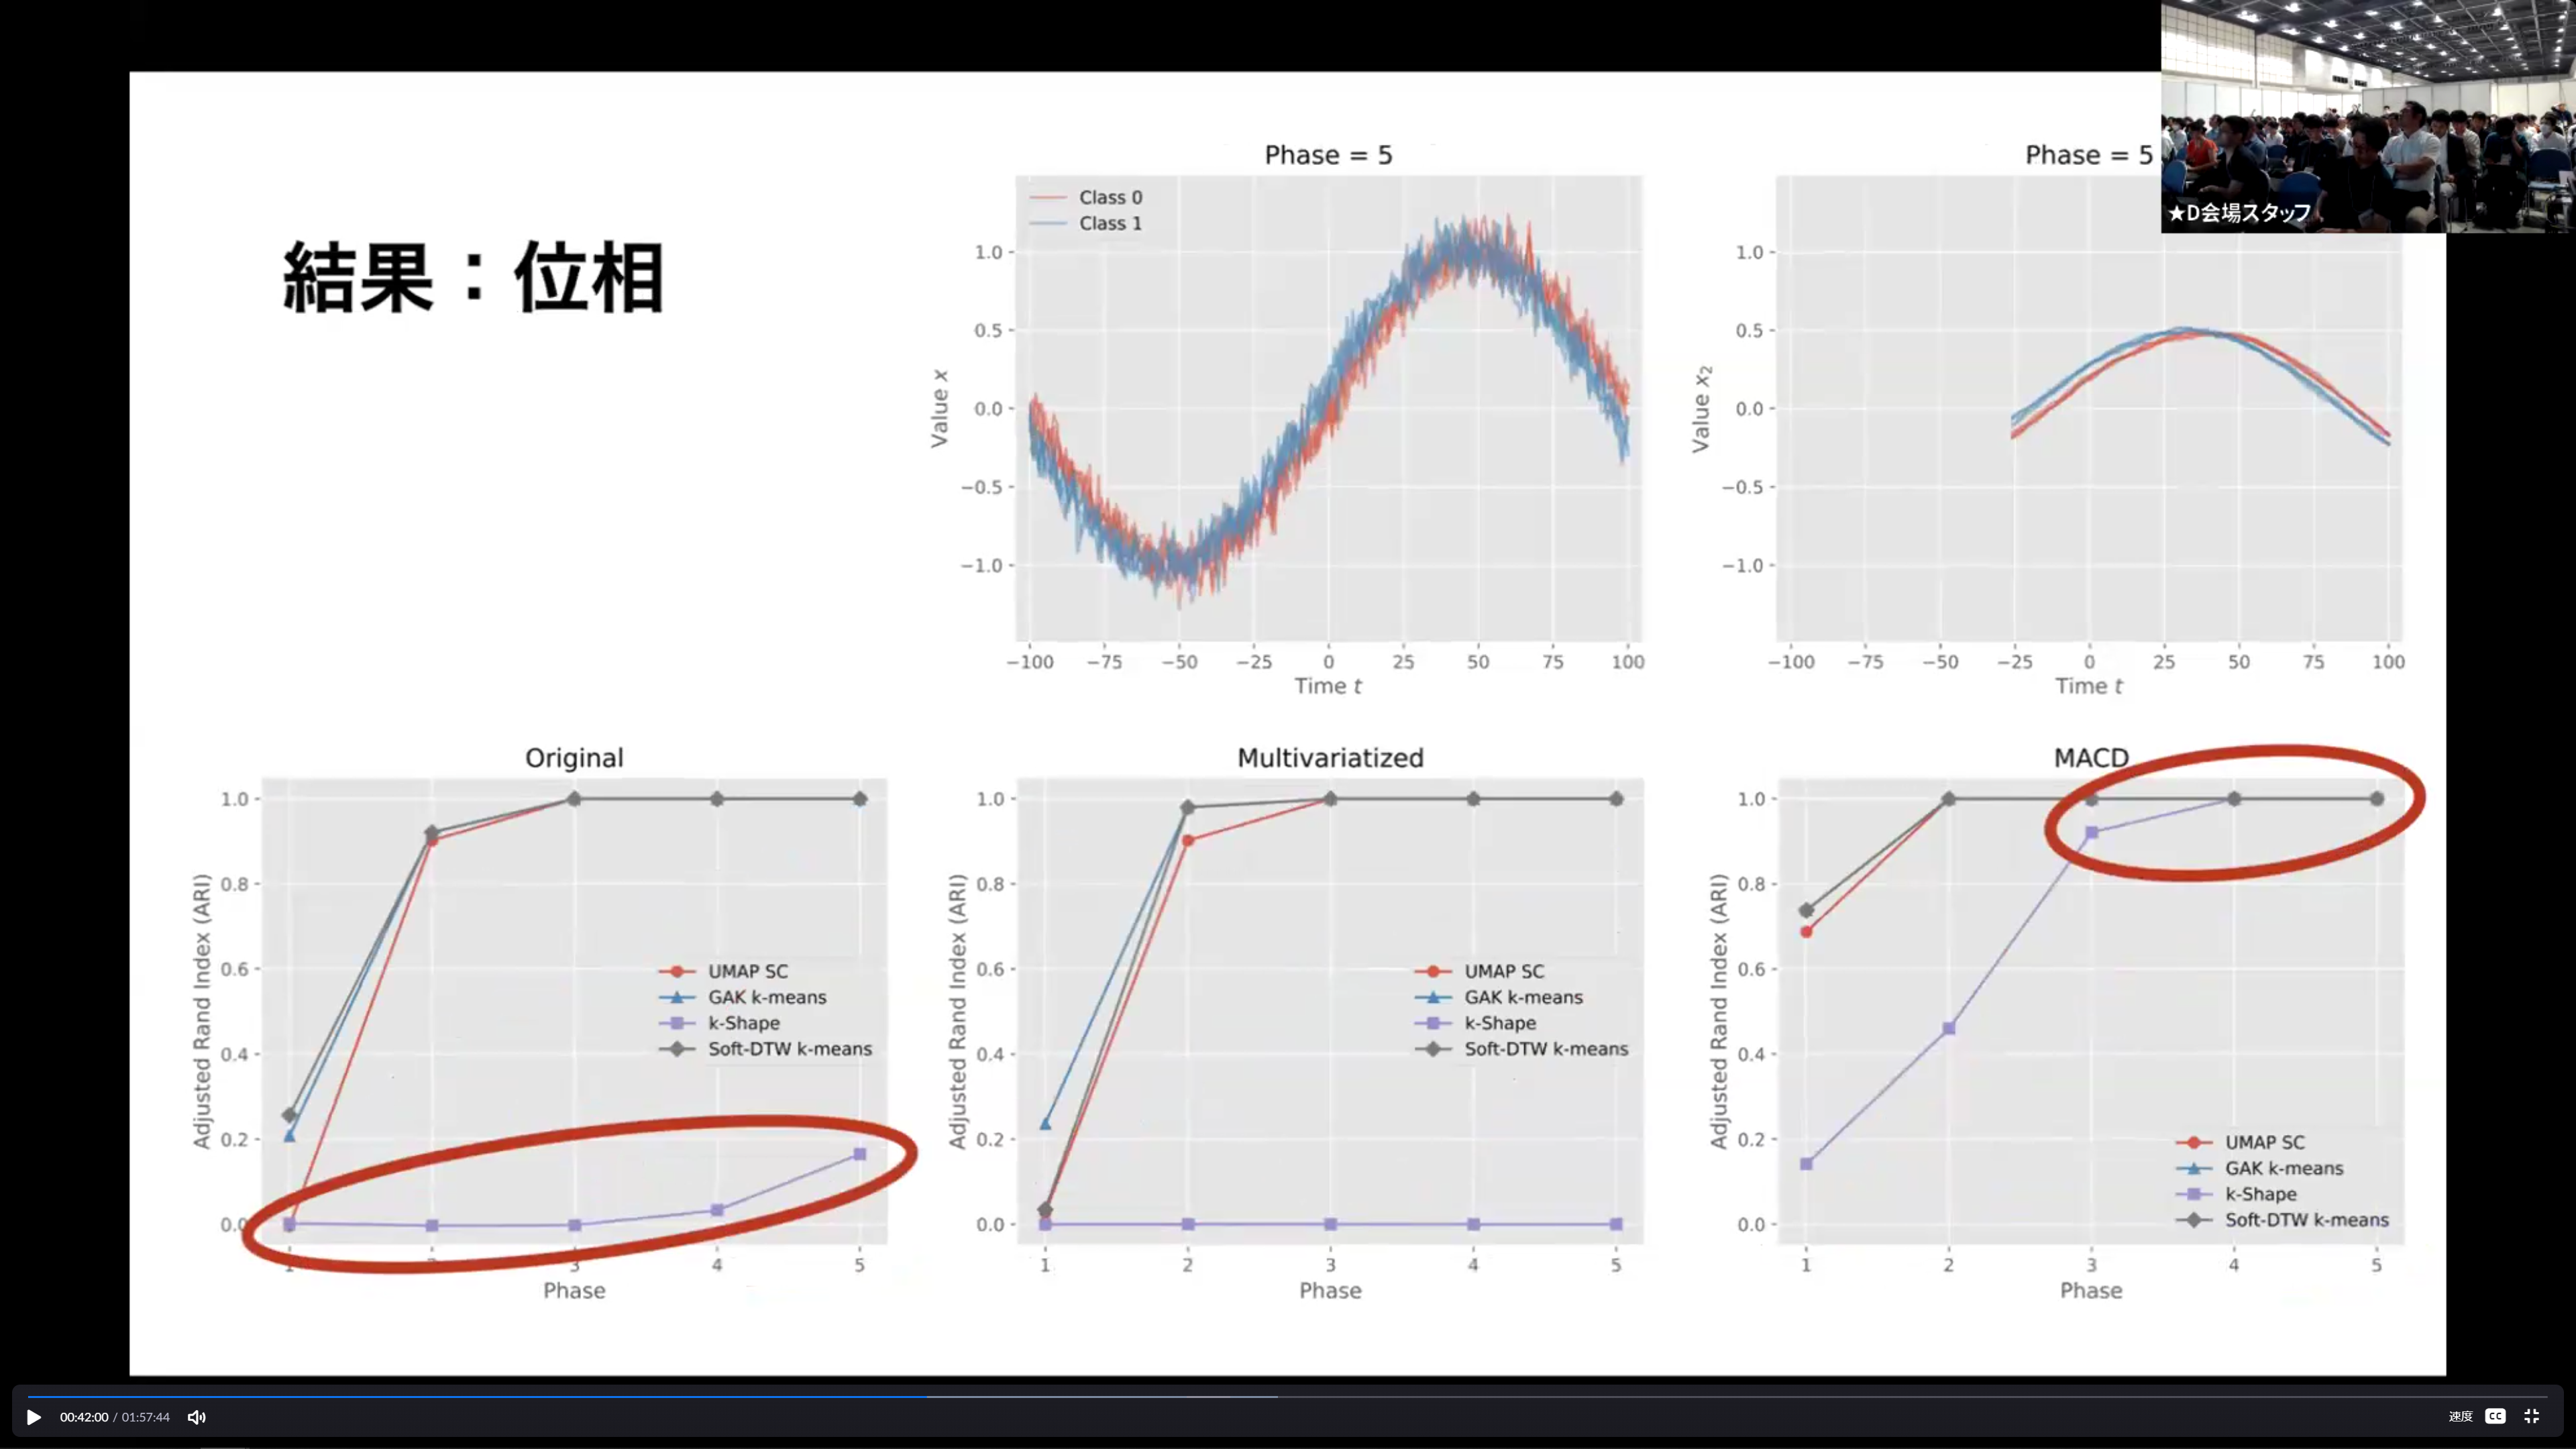 ★D会場スタッフ
結果：位相
Phase = 5
Class 0
Class 1
1.0
0.5
0.0
−0.5
−1.0
Value x
−100 −75 −50 −25 0 25 50 75 100
Time t
Phase = 5
1.0
0.5
0.0
−0.5
−1.0
Value x2
−100 −75 −50 −25 0 25 50 75 100
Time t
Original
1.0
0.8
0.6
0.4
0.2
Adjusted Rand Index (ARI)
UMAP SC
GAK k-means
k-Shape
Soft-DTW k-means
4 5
Phase
Multivariatized
1.0
0.8
0.6
0.4
0.2
0.0
Adjusted Rand Index (ARI)
UMAP SC
GAK k-means
k-Shape
Soft-DTW k-means
1 2 3 4 5
Phase
MACD
1.0
0.8
0.6
0.4
0.2
0.0
Adjusted Rand Index (ARI)
UMAP SC
GAK k-means
k-Shape
Soft-DTW k-means
1 2 3 4 5
Phase
00:42:00 / 01:57:44
速度 CC